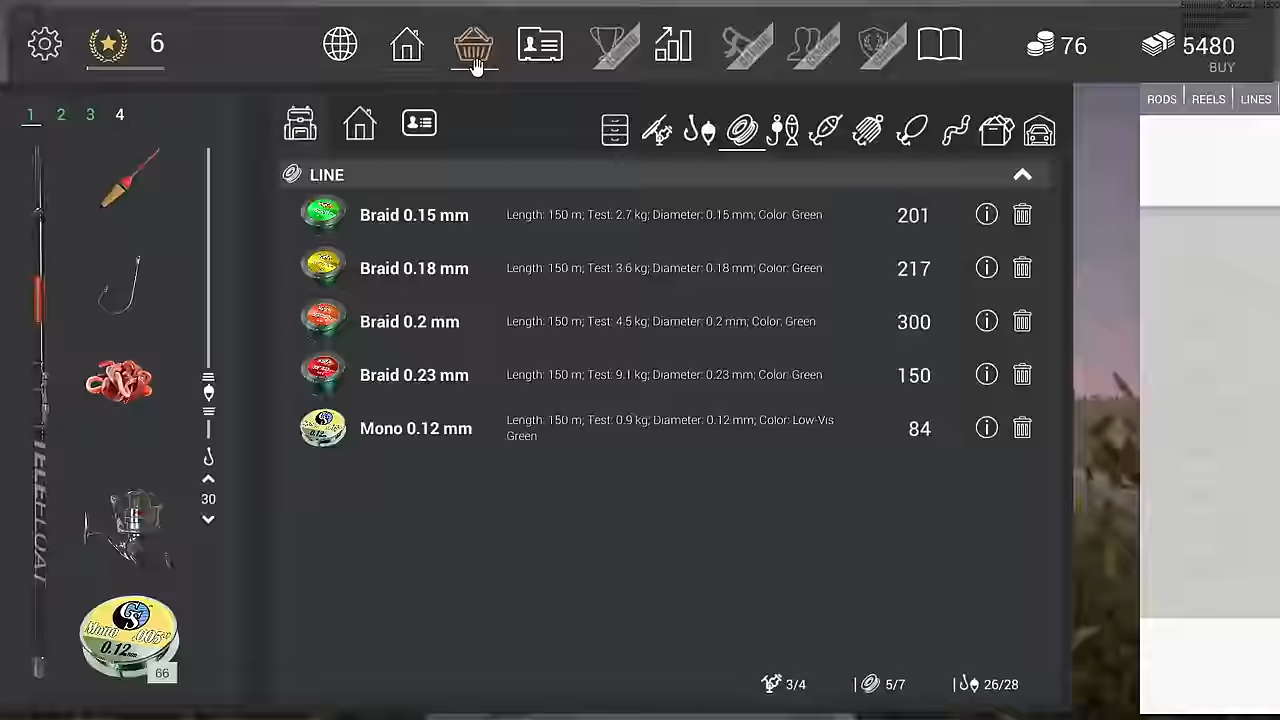 6
76
5480
BUY
1 2 3 4
RODS REELS LINES
LINE
Braid 0.15 mm Length: 150 m; Test: 2.7 kg; Diameter: 0.15 mm; Color: Green 201
Braid 0.18 mm Length: 150 m; Test: 3.6 kg; Diameter: 0.18 mm; Color: Green 217
Braid 0.2 mm Length: 150 m; Test: 4.5 kg; Diameter: 0.2 mm; Color: Green 300
Braid 0.23 mm Length: 150 m; Test: 9.1 kg; Diameter: 0.23 mm; Color: Green 150
Mono 0.12 mm Length: 150 m; Test: 0.9 kg; Diameter: 0.12 mm; Color: Low-Vis
Green 84
30
TELEFLOAT
Mono .005"
0.12mm
66
3/4 5/7 26/28